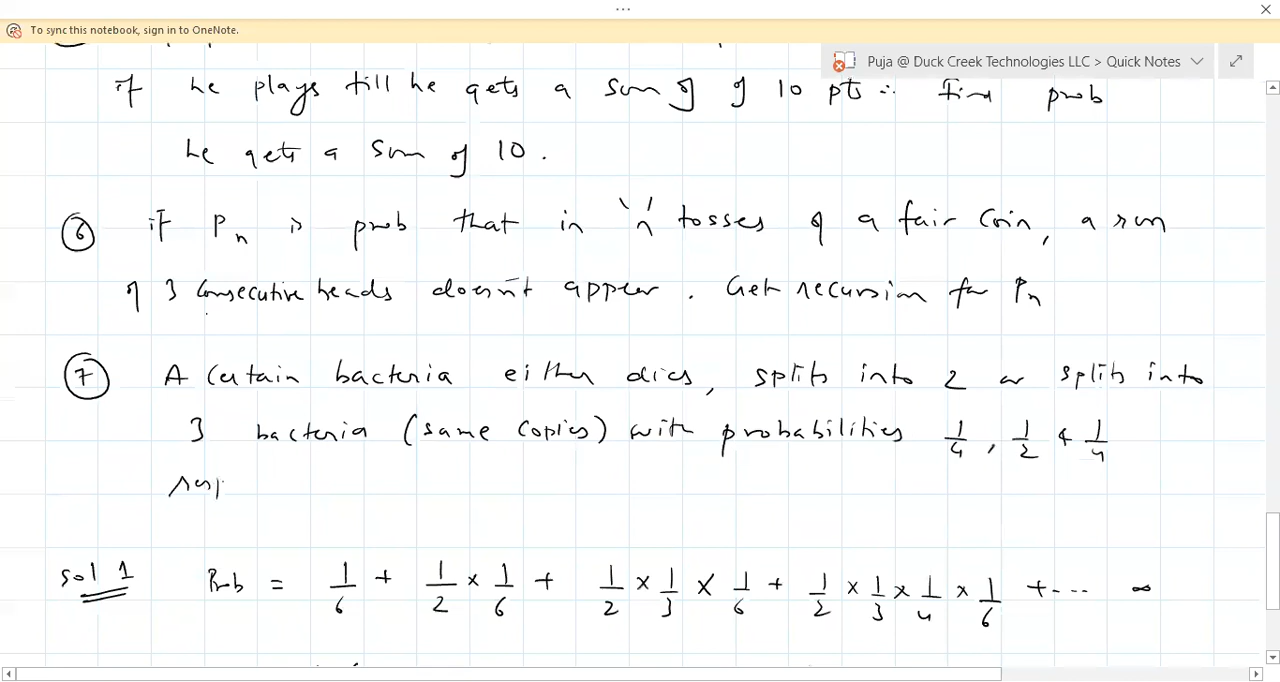 To sync this notebook, sign in to OneNote.
Puja @ Duck Creek Technologies LLC > Quick Notes
if he plays till he gets a sum of of 10 pts ∴ find prob
he gets a sum of 10.
⑥ if Pn is prob that in 'n' tosses of a fair coin, a run
of 3 consecutive heads doesn't appear. Get recursion for Pn
⑦ A certain bacteria either dies, splits into 2 or splits into
3 bacteria (same copies) with probabilities 1/4, 1/2 & 1/4
resp
sol 1 Prob = 1/6 + 1/2 × 1/6 + 1/2 × 1/3 × 1/6 + 1/2 × 1/3 × 1/4 × 1/6 + .... ∞